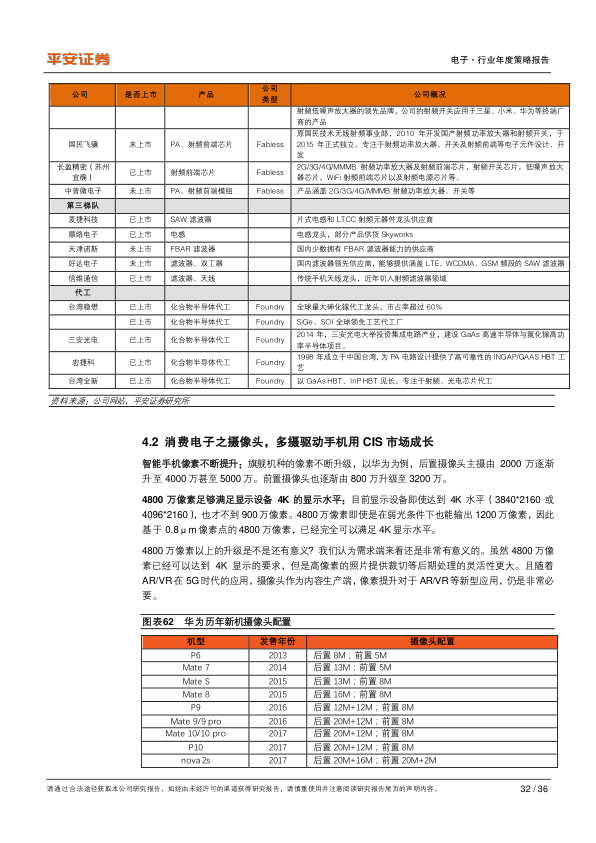 平安证券
电子·行业年度策略报告
公司 是否上市 产品 公司类型 公司概况
射频低噪声放大器的领先品牌，公司的射频开关应用于三星、小米、华为等终端厂
商的产品
国民飞骧 未上市 PA、射频前端芯片 Fabless 原国民技术无线射频事业部，2010 年开发国产射频功率放大器和射频开关，于
2015 年正式独立。专注于射频功率放大器、开关及射频前端等电子元件设计、开
发
长盈精密（苏州宜确） 已上市 射频前端芯片 Fabless 2G/3G/4G/MMMB 射频功率放大器及射频前端芯片，射频开关芯片，低噪声放大
器芯片，WiFi 射频前端芯片以及射频电源芯片等。
中普微电子 未上市 PA、射频前端模组 Fabless 产品涵盖 2G/3G/4G/MMMB 射频功率放大器、开关等
第三梯队
麦捷科技 已上市 SAW 滤波器 片式电感和 LTCC 射频元器件龙头供应商
顺络电子 已上市 电感 电感龙头，部分产品供货 Skyworks
天津诺斯 未上市 FBAR 滤波器 国内少数拥有 FBAR 滤波器能力的供应商
好达电子 未上市 滤波器、双工器 国内滤波器领先供应商，能够提供涵盖 LTE、WCDMA、GSM 频段的 SAW 滤波器
信维通信 已上市 滤波器、天线 传统手机天线龙头，近年切入射频滤波器领域
代工
台湾稳懋 已上市 化合物半导体代工 Foundry 全球最大砷化镓代工龙头，市占率超过 60%
已上市 化合物半导体代工 Foundry SiGe、SOI 全球领先工艺代工厂
三安光电 已上市 化合物半导体代工 Foundry 2014 年，三安光电大举投资集成电路产业，建设 GaAs 高速半导体与氮化镓高功
率半导体项目。
宏捷科 已上市 化合物半导体代工 Foundry 1998 年成立于中国台湾，为 PA 电路设计提供了高可靠性的 INGAP/GAAS HBT 工
艺
台湾全新 已上市 化合物半导体代工 Foundry 以 GaAs HBT、InP HBT 见长，专注于射频、光电芯片代工
资料来源：公司网站，平安证券研究所
4.2 消费电子之摄像头，多摄驱动手机用 CIS 市场成长
智能手机像素不断提升：旗舰机种的像素不断升级，以华为为例，后置摄像头主摄由 2000 万逐渐
升至 4000 万甚至 5000 万。前置摄像头也逐渐由 800 万升级至 3200 万。
4800 万像素足够满足显示设备 4K 的显示水平：目前显示设备即使达到 4K 水平（3840*2160 或
4096*2160），也才不到 900 万像素。4800 万像素即使是在弱光条件下也能输出 1200 万像素，因此
基于 0.8μm 像素点的 4800 万像素，已经完全可以满足 4K 显示水平。
4800 万像素以上的升级是不是还有意义？我们认为需求端来看还是非常有意义的。虽然 4800 万像
素已经可以达到 4K 显示的要求，但是高像素的照片提供裁切等后期处理的灵活性更大。且随着
AR/VR 在 5G 时代的应用，摄像头作为内容生产端，像素提升对于 AR/VR 等新型应用，仍是非常必
要。
图表62 华为历年新机摄像头配置
机型 发售年份 摄像头配置
P6 2013 后置 8M；前置 5M
Mate 7 2014 后置 13M；前置 5M
Mate S 2015 后置 13M；前置 8M
Mate 8 2015 后置 16M；前置 8M
P9 2016 后置 12M+12M；前置 8M
Mate 9/9 pro 2016 后置 20M+12M；前置 8M
Mate 10/10 pro 2017 后置 20M+12M；前置 8M
P10 2017 后置 20M+12M；前置 8M
nova 2s 2017 后置 20M+16M；前置 20M+2M
请通过合法途径获取本公司研究报告，如经由未经许可的渠道获得研究报告，请慎重使用并注意阅读研究报告尾页的声明内容。
32 / 36